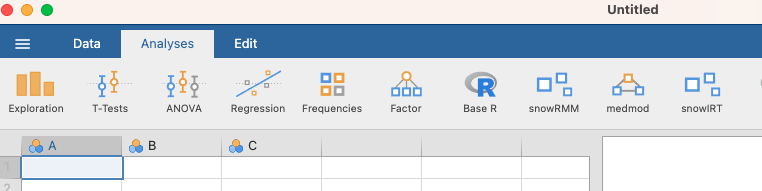 Untitled
Data Analyses Edit
Exploration T-Tests ANOVA Regression Frequencies Factor Base R snowRMM medmod snowIRT
A B C
1
2